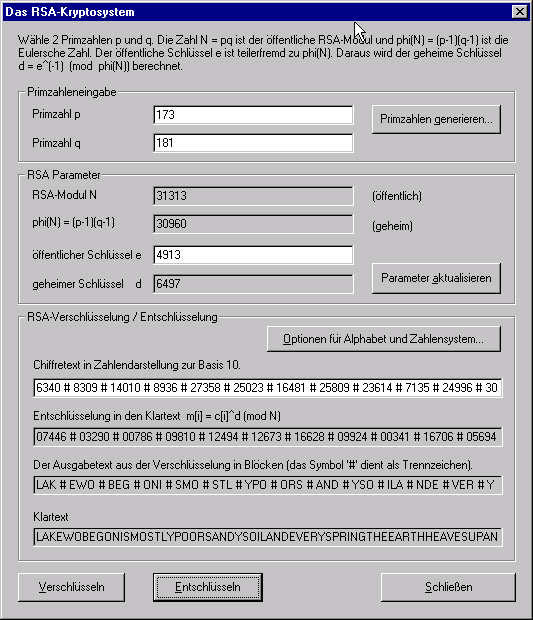 Das RSA-Kryptosystem
Wähle 2 Primzahlen p und q. Die Zahl N = pq ist der öffentliche RSA-Modul und phi(N) = (p-1)(q-1) ist die
Eulersche Zahl. Der öffentliche Schlüssel e ist teilerfremd zu phi(N). Daraus wird der geheime Schlüssel
d = e^(-1) (mod phi(N)) berechnet.
Primzahleneingabe
Primzahl p 173 Primzahlen generieren...
Primzahl q 181
RSA Parameter
RSA-Modul N 31313 (öffentlich)
phi(N) = (p-1)(q-1) 30960 (geheim)
öffentlicher Schlüssel e 4913
geheimer Schlüssel d 6497 Parameter aktualisieren
RSA-Verschlüsselung / Entschlüsselung
Optionen für Alphabet und Zahlensystem...
Chiffretext in Zahlendarstellung zur Basis 10.
6340 # 8309 # 14010 # 8936 # 27358 # 25023 # 16481 # 25809 # 23614 # 7135 # 24996 # 30
Entschlüsselung in den Klartext m[i] = c[i]^d (mod N)
07446 # 03290 # 00786 # 09810 # 12494 # 12673 # 16628 # 09924 # 00341 # 16706 # 05694
Der Ausgabetext aus der Verschlüsselung in Blöcken (das Symbol '#' dient als Trennzeichen).
LAK # EWO # BEG # ONI # SMO # STL # YPO # ORS # AND # YSO # ILA # NDE # VER # Y
Klartext
LAKEWOBEGONISMOSTLYPOORSANDYSOILANDEVERYSPRINGTHEEARTHHEAVESUPAN
Verschlüsseln Entschlüsseln Schließen